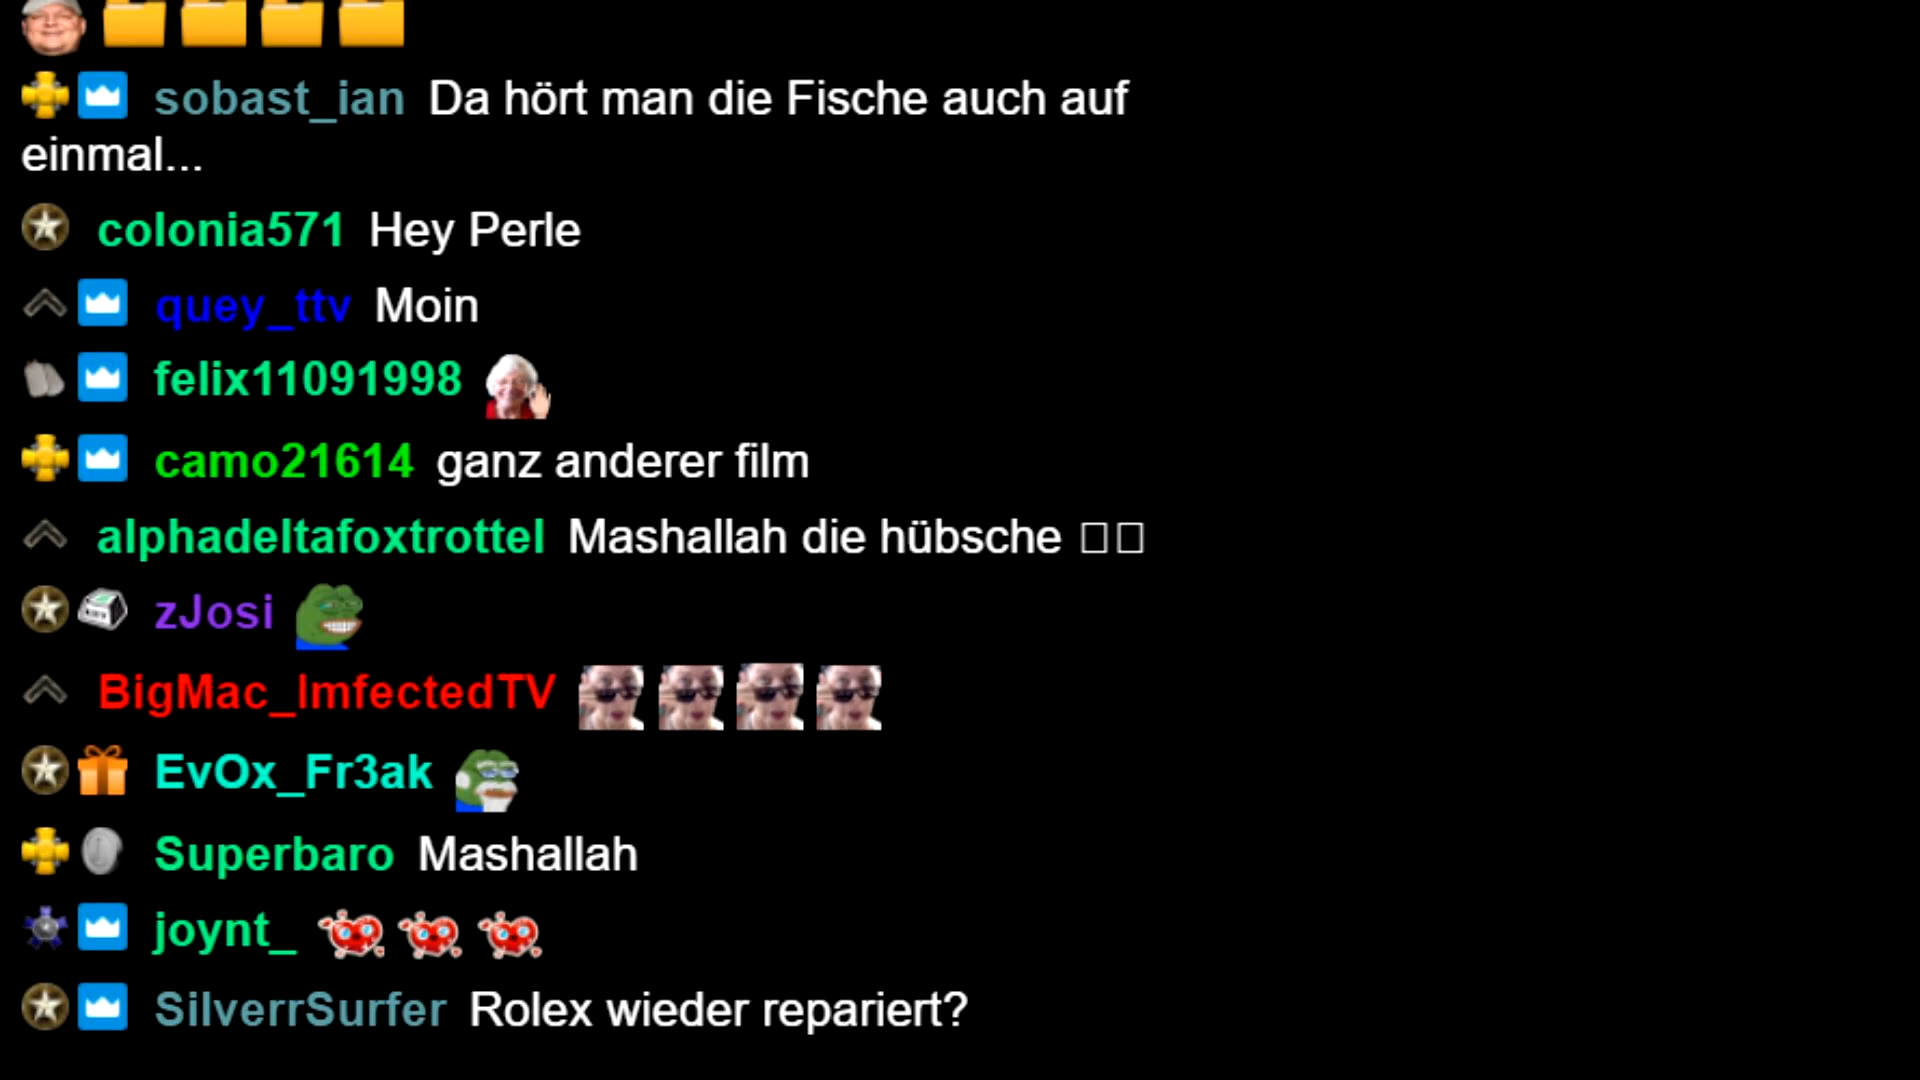 sobast_ian Da hört man die Fische auch auf
einmal...
colonia571 Hey Perle
quey_ttv Moin
felix11091998
camo21614 ganz anderer film
alphadeltafoxtrottel Mashallah die hübsche
zJosi
BigMac_ImfectedTV
EvOx_Fr3ak
Superbaro Mashallah
joynt_
SilverrSurfer Rolex wieder repariert?